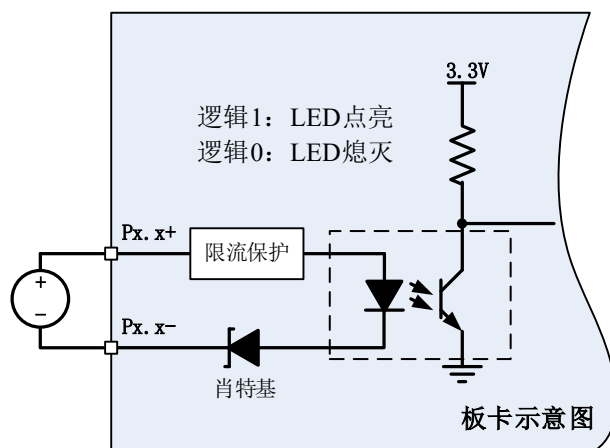 3.3V
逻辑1：LED点亮
逻辑0：LED熄灭
Px.x+
限流保护
+
−
Px.x-
肖特基
板卡示意图